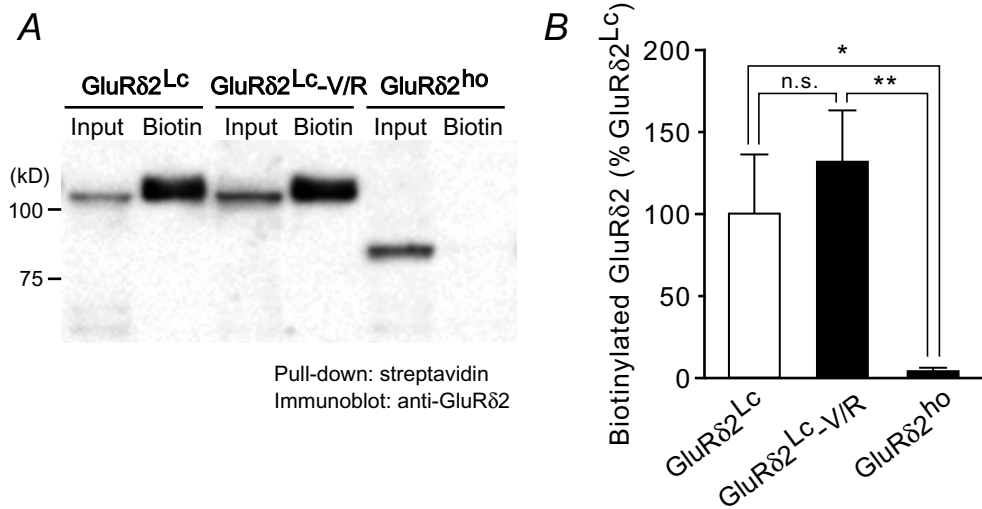 A
GluRδ2Lc GluRδ2Lc-V/R GluRδ2ho
Input Biotin Input Biotin Input Biotin
(kD)
100
75
Pull-down: streptavidin
Immunoblot: anti-GluRδ2
B
Biotinylated GluRδ2 (% GluRδ2Lc)
200
150
100
50
0
*
n.s. **
GluRδ2Lc
GluRδ2Lc-V/R
GluRδ2ho